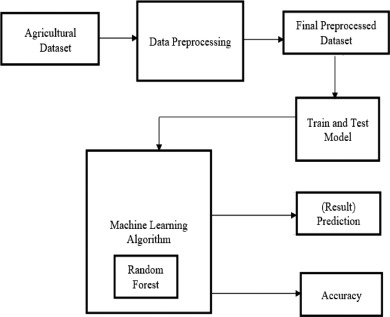 Agricultural
Dataset
Data Preprocessing
Final Preprocessed
Dataset
Train and Test
Model
Machine Learning
Algorithm
Random
Forest
(Result)
Prediction
Accuracy